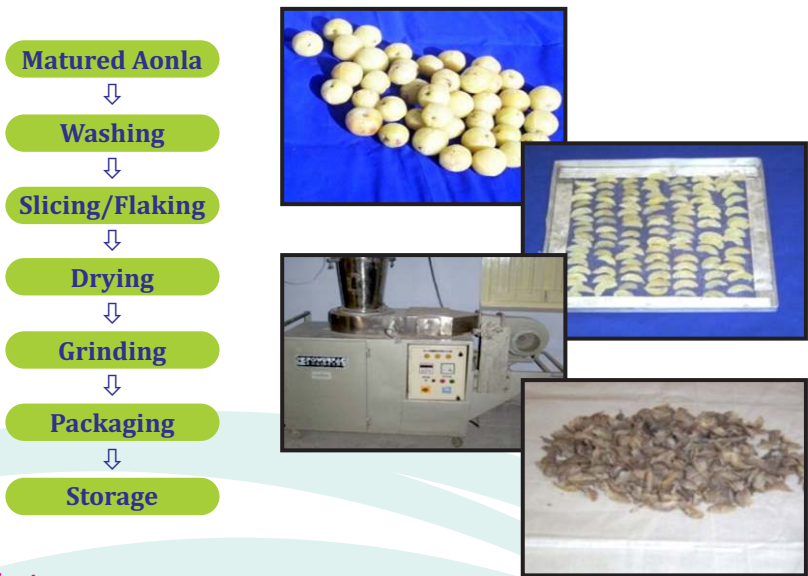 Matured Aonla
⇩
Washing
⇩
Slicing/Flaking
⇩
Drying
⇩
Grinding
⇩
Packaging
⇩
Storage